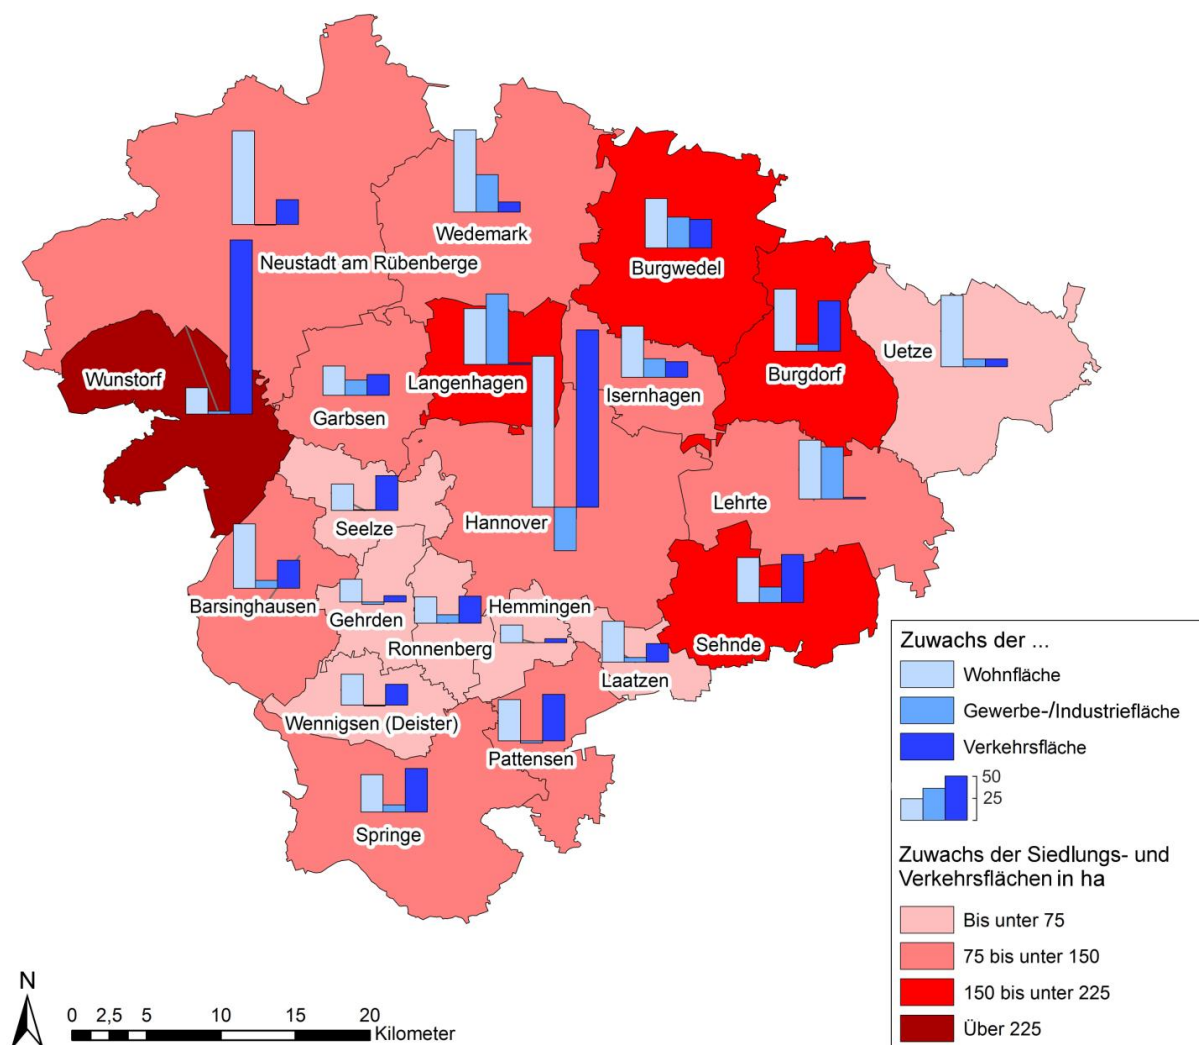 Wedemark
Neustadt am Rübenberge
Burgwedel
Uetze
Wunstorf
Langenhagen
Isernhagen
Burgdorf
Garbsen
Lehrte
Seelze
Hannover
Barsinghausen
Gehrden
Hemmingen
Ronnenberg
Sehnde
Laatzen
Wennigsen (Deister)
Pattensen
Springe
Zuwachs der ...
Wohnfläche
Gewerbe-/Industriefläche
Verkehrsfläche
50
25
Zuwachs der Siedlungs- und
Verkehrsflächen in ha
Bis unter 75
75 bis unter 150
150 bis unter 225
Über 225
N
0 2,5 5 10 15 20
Kilometer